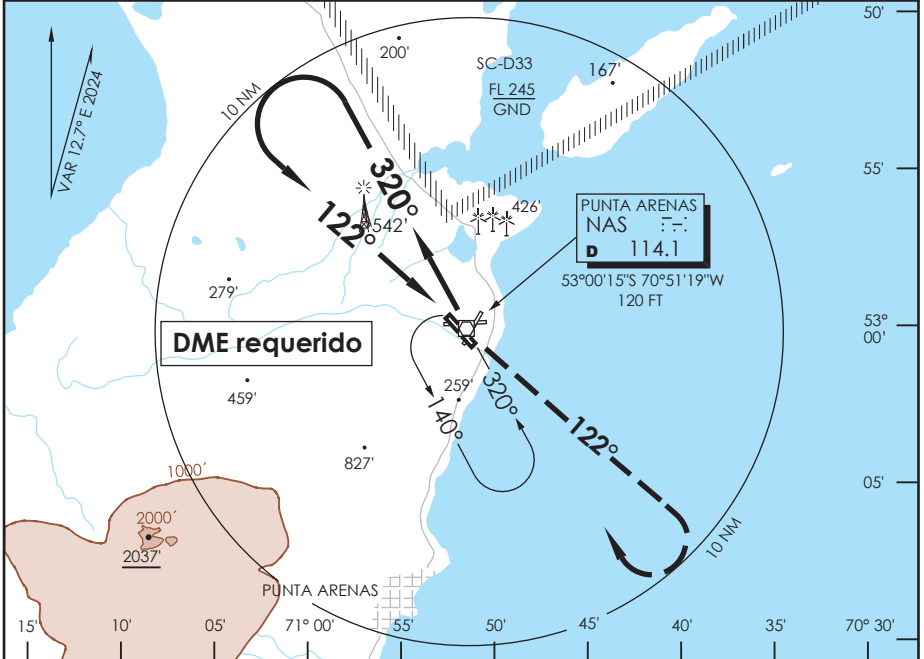 50'
200'
SC-D33
FL 245
GND
167'
10 NM
VAR 12.7° E 2024
55'
320°
122°
542'
426'
PUNTA ARENAS
NAS
D 114.1
53°00'15"S 70°51'19"W
120 FT
279'
53°
00'
DME requerido
259'
320°
140°
459'
122°
827'
1000´
05'
2000´
2037'
10 NM
PUNTA ARENAS
15'
10'
05'
71° 00'
55'
50'
45'
40'
35'
70° 30'